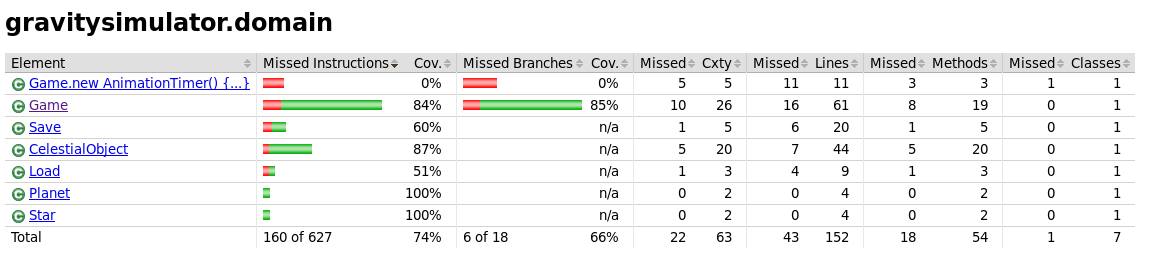 gravitysimulator.domain
Element Missed Instructions Cov. Missed Branches Cov. Missed Cxty Missed Lines Missed Methods Missed Classes
C Game.new AnimationTimer() {...} 0% 0% 5 5 11 11 3 3 1 1
C Game 84% 85% 10 26 16 61 8 19 0 1
C Save 60% n/a 1 5 6 20 1 5 0 1
C CelestialObject 87% n/a 5 20 7 44 5 20 0 1
C Load 51% n/a 1 3 4 9 1 3 0 1
C Planet 100% n/a 0 2 0 4 0 2 0 1
C Star 100% n/a 0 2 0 4 0 2 0 1
Total 160 of 627 74% 6 of 18 66% 22 63 43 152 18 54 1 7